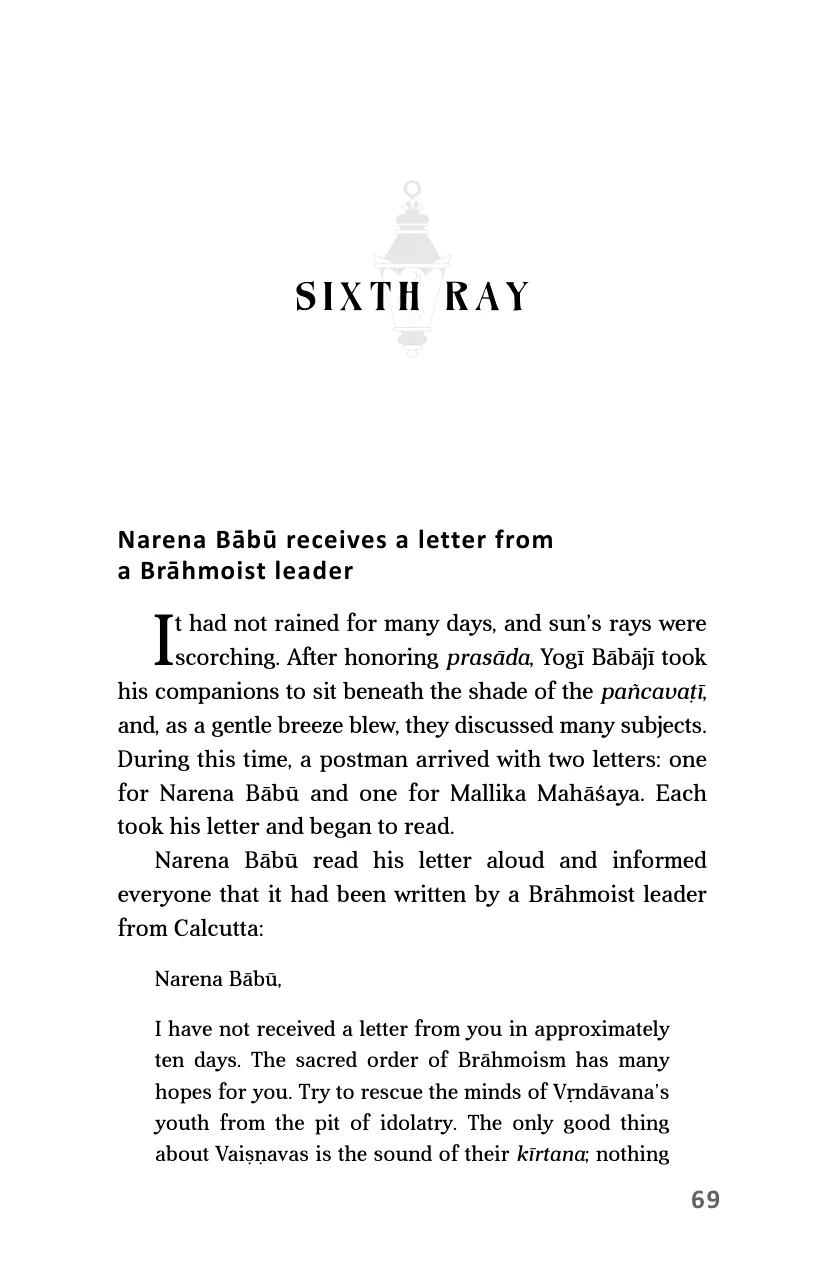 SIXTH RAY
Narena Bābū receives a letter from
a Brāhmoist leader
It had not rained for many days, and sun's rays were
scorching. After honoring prasāda, Yogī Bābājī took
his companions to sit beneath the shade of the pañcavaṭī,
and, as a gentle breeze blew, they discussed many subjects.
During this time, a postman arrived with two letters: one
for Narena Bābū and one for Mallika Mahāśaya. Each
took his letter and began to read.
Narena Bābū read his letter aloud and informed
everyone that it had been written by a Brāhmoist leader
from Calcutta:
Narena Bābū,
I have not received a letter from you in approximately
ten days. The sacred order of Brāhmoism has many
hopes for you. Try to rescue the minds of Vṛndāvana's
youth from the pit of idolatry. The only good thing
about Vaiṣṇavas is the sound of their kīrtana; nothing
69